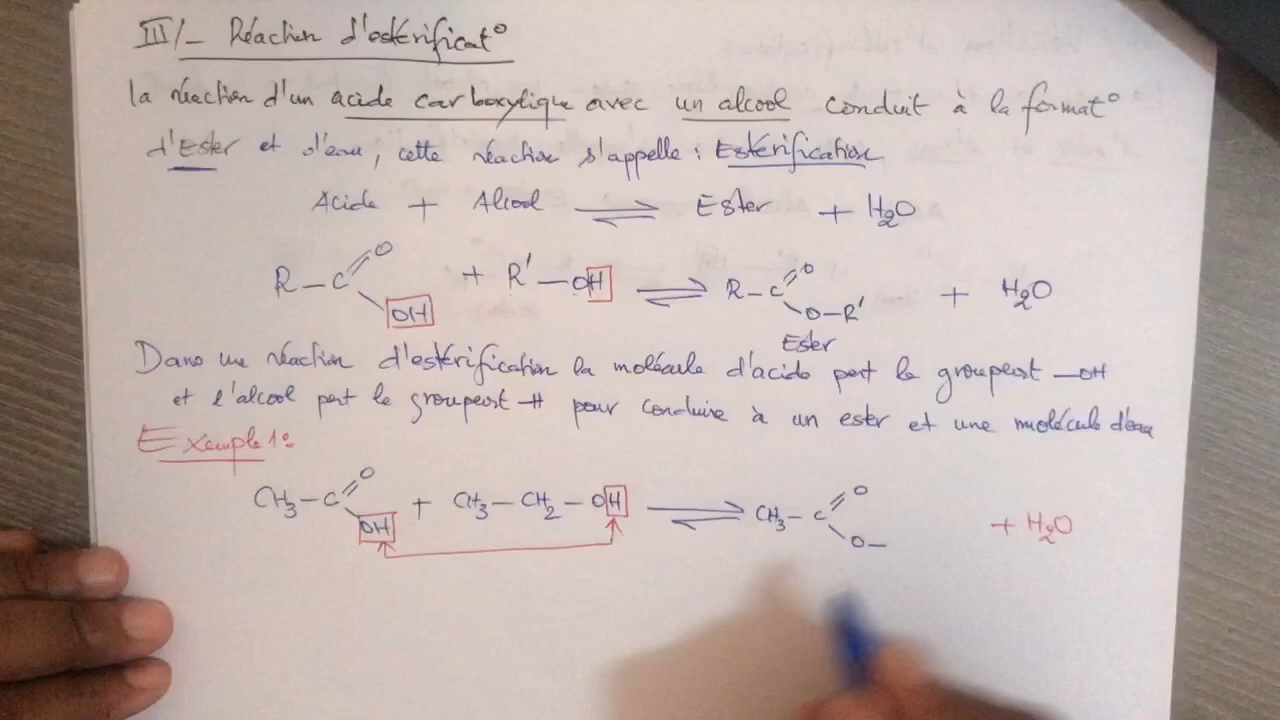 III/- Réaction d'estérificat°
la réaction d'un acide carboxylique avec un alcool conduit à la format°
d'Ester et d'eau, cette réaction s'appelle : Estérification
Acide + Alcool ⇌ Ester + H₂O
R-C(=O)-OH + R'-OH ⇌ R-C(=O)-O-R' + H₂O
Ester
Dans une réaction d'estérification la molécule d'acide pert le groupent -OH
et l'alcool pert le groupent -H pour conduire à un ester et une molécule d'eau
Exemple 1:
CH₃-C(=O)-OH + CH₃-CH₂-OH ⇌ CH₃-C(=O)-O- + H₂O